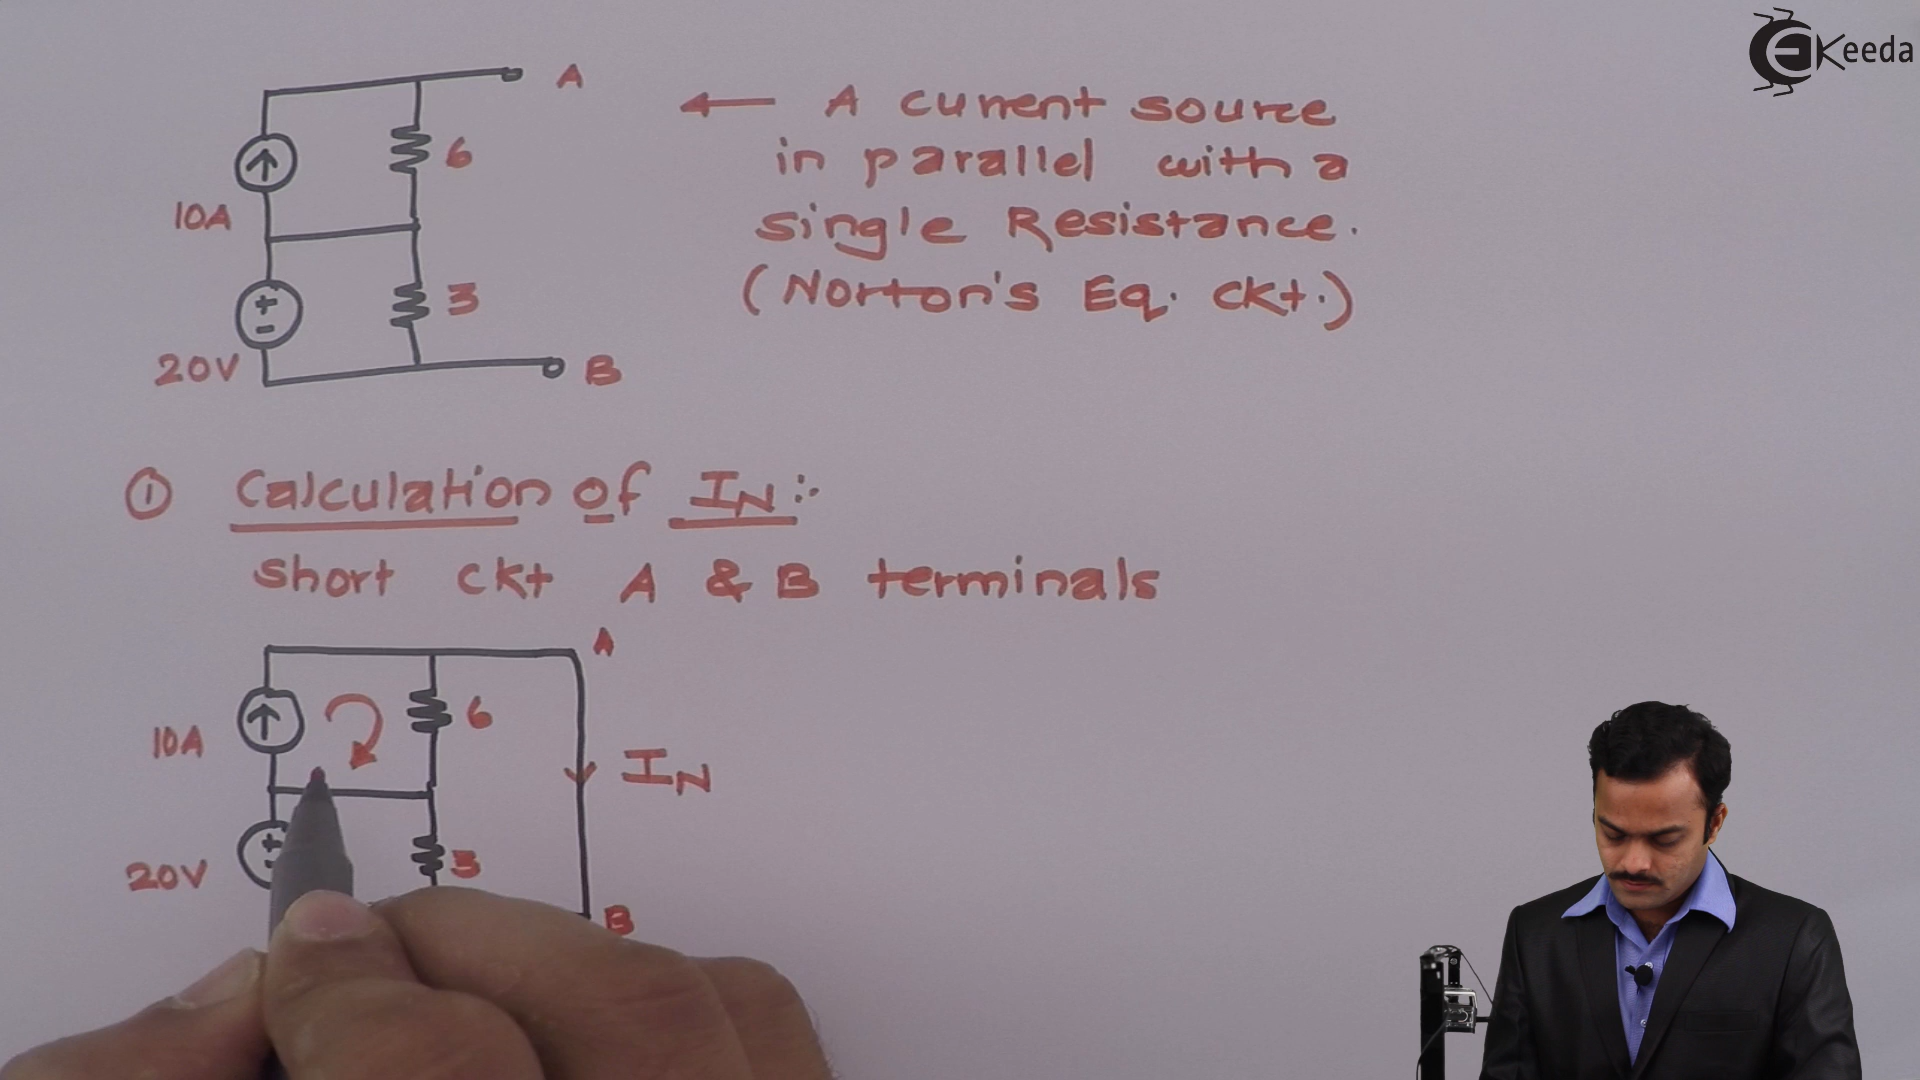 A
← A current source
6
in parallel with a
10A
single Resistance.
3
(Norton's Eq. ckt.)
20V
B
① Calculation of IN :-
short ckt A & B terminals
A
10A
6
IN
20V
3
B
Keeda